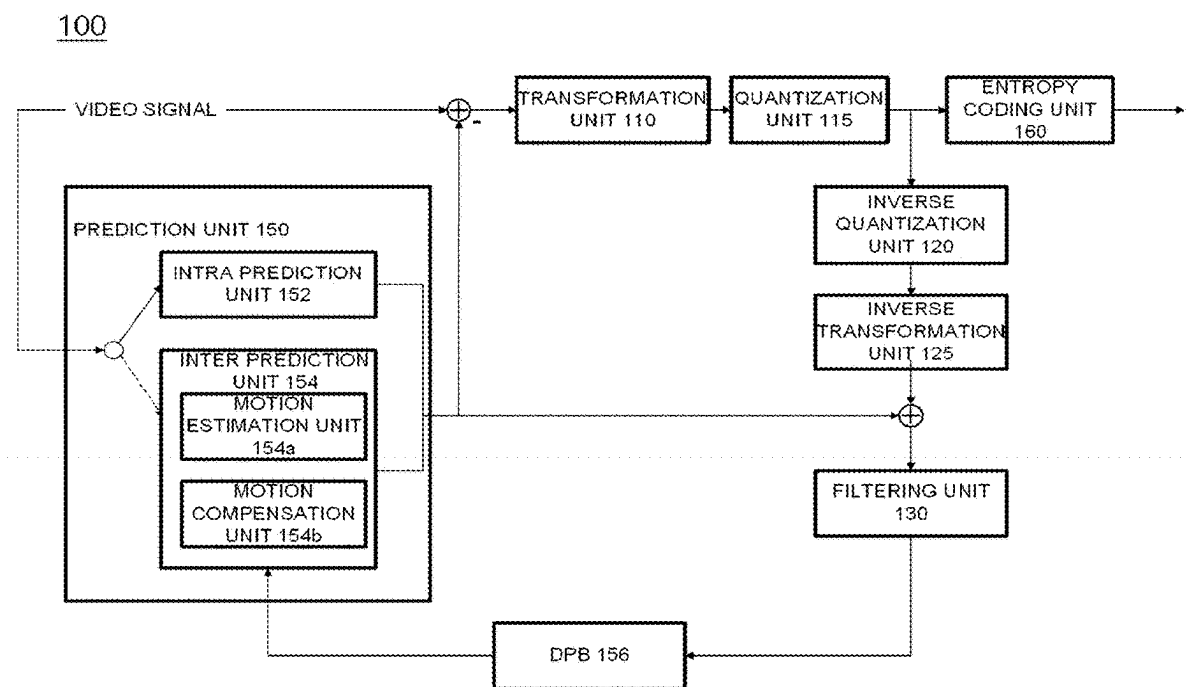 100
VIDEO SIGNAL
-
TRANSFORMATION
UNIT 110
QUANTIZATION
UNIT 115
ENTROPY
CODING UNIT
160
PREDICTION UNIT 150
INTRA PREDICTION
UNIT 152
INTER PREDICTION
UNIT 154
MOTION
ESTIMATION UNIT
154a
MOTION
COMPENSATION
UNIT 154b
INVERSE
QUANTIZATION
UNIT 120
INVERSE
TRANSFORMATION
UNIT 125
FILTERING UNIT
130
DPB 156